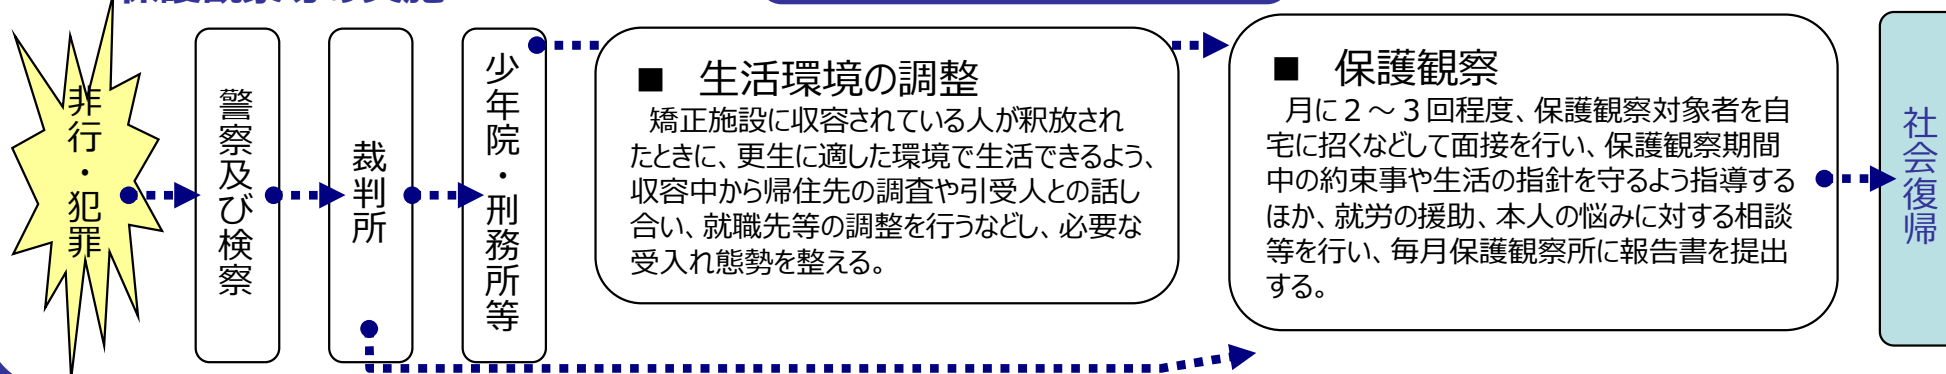 非行・犯罪
警察及び検察
裁判所
少年院・刑務所等
■ 生活環境の調整
矯正施設に収容されている人が釈放され
たときに、更生に適した環境で生活できるよう、
収容中から帰住先の調査や引受人との話し
合い、就職先等の調整を行うなどし、必要な
受入れ態勢を整える。
■ 保護観察
月に２～３回程度、保護観察対象者を自
宅に招くなどして面接を行い、保護観察期間
中の約束事や生活の指針を守るよう指導する
ほか、就労の援助、本人の悩みに対する相談
等を行い、毎月保護観察所に報告書を提出
する。
社会復帰